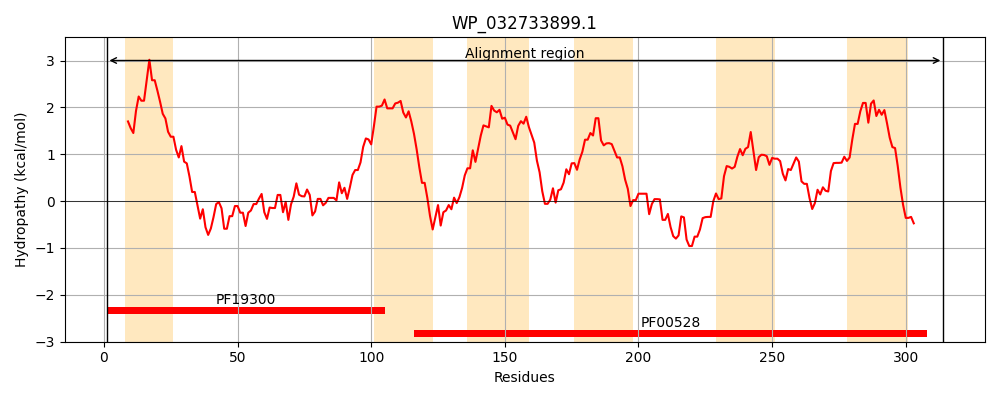 WP_032733899.1
Alignment region
Hydropathy (kcal/mol)
3
2
1
0
−1
−2
−3
PF19300
PF00528
0 50 100 150 200 250 300
Residues